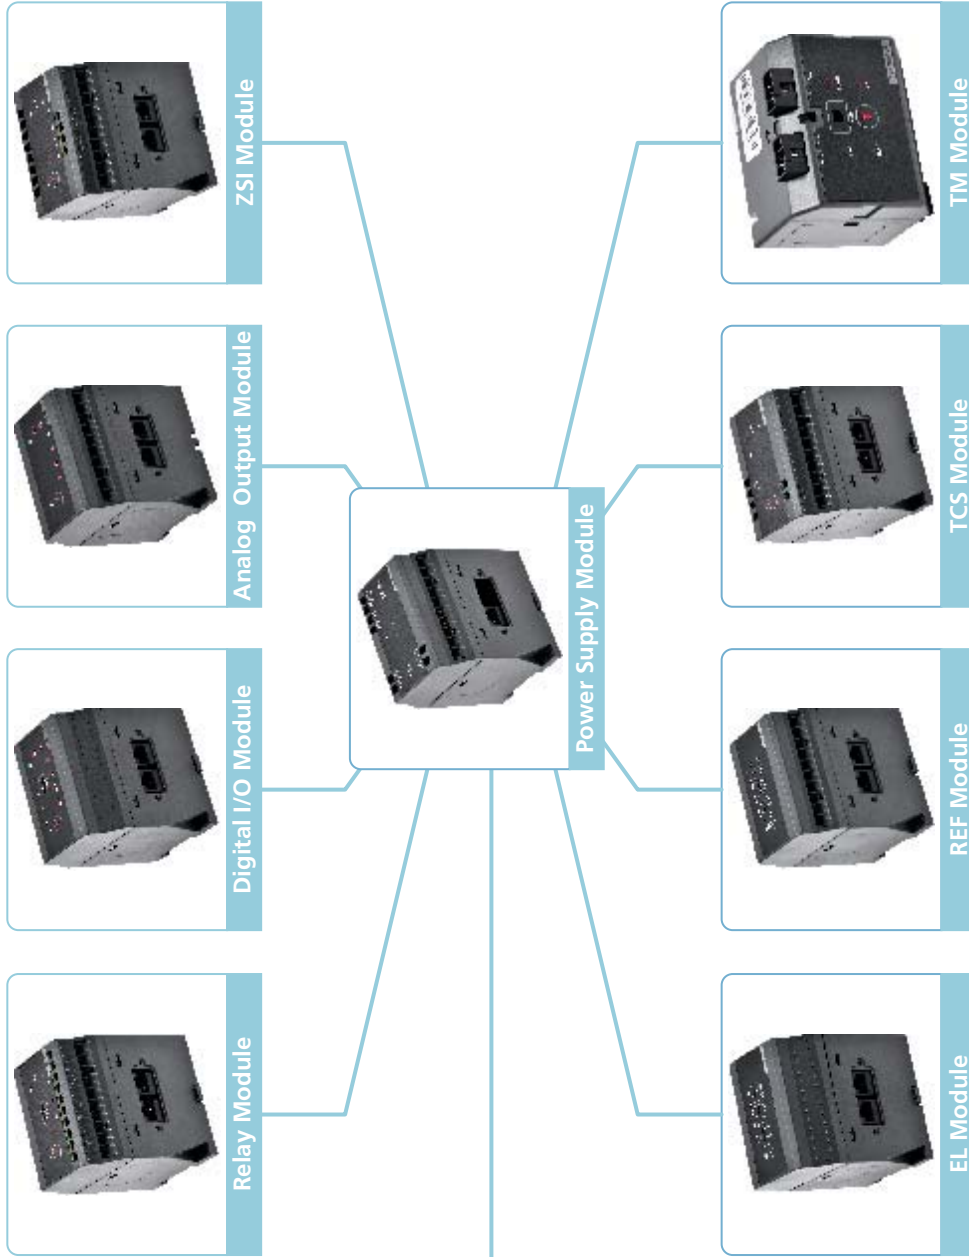 Relay Module
Digital I/O Module
Analog Output Module
ZSI Module
Power Supply Module
EL Module
REF Module
TCS Module
TM Module